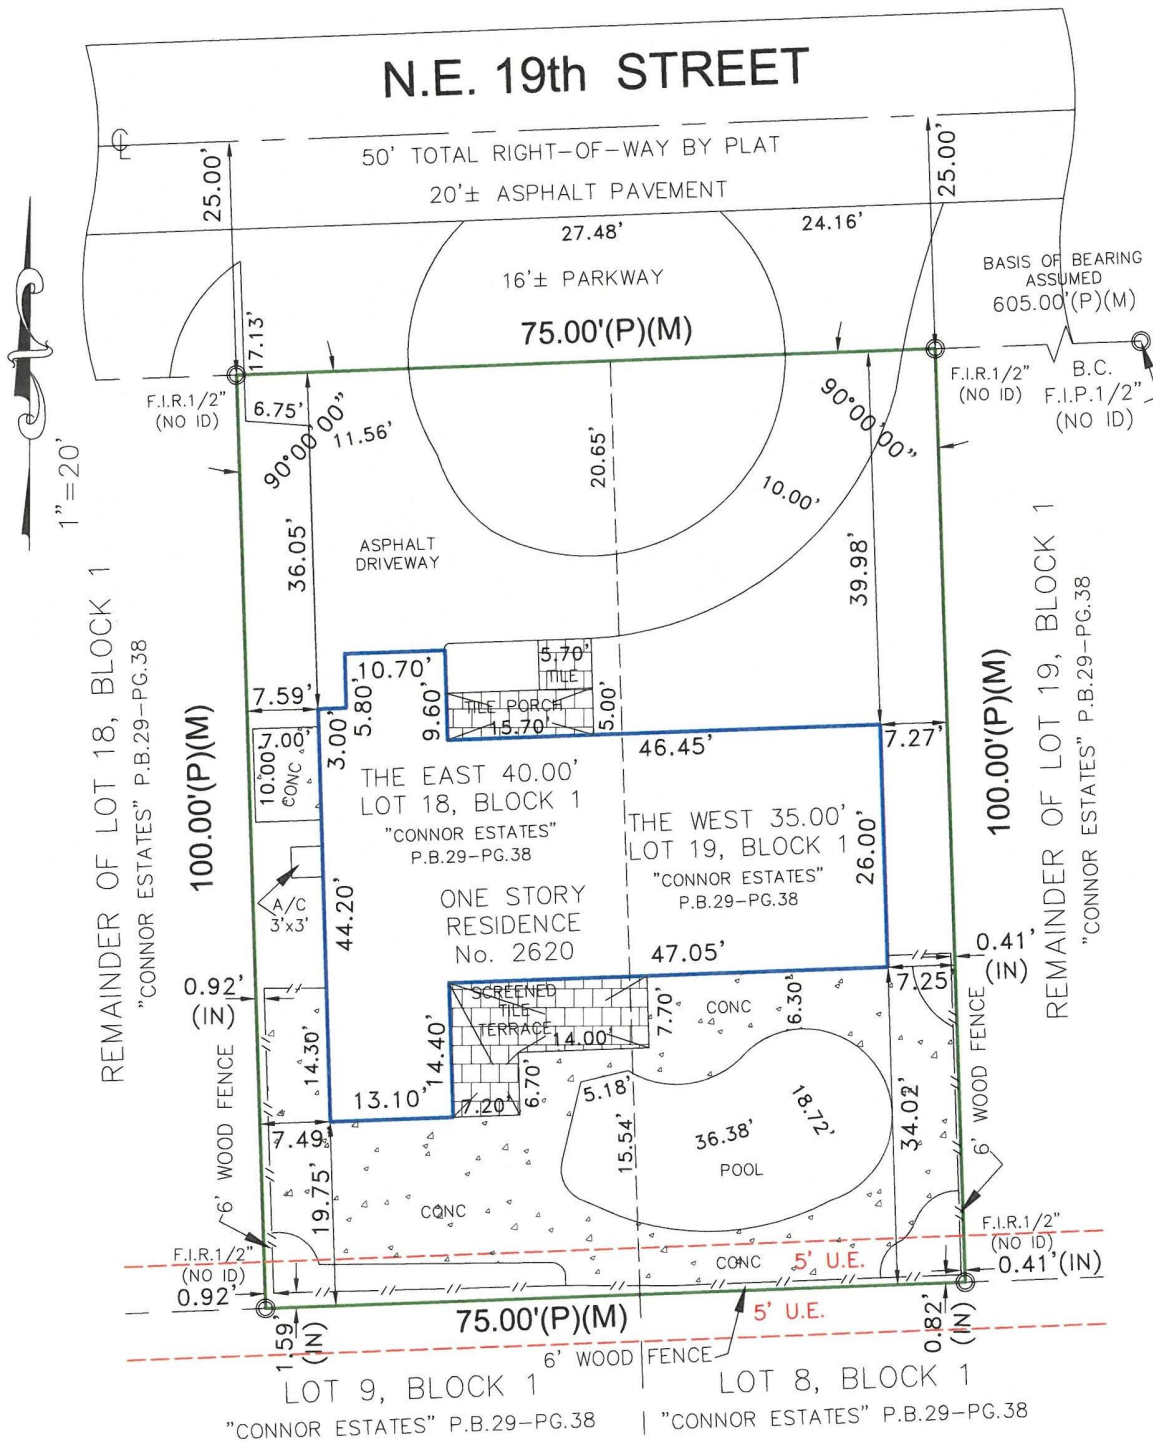 N.E. 19th STREET
℄
50' TOTAL RIGHT-OF-WAY BY PLAT
20'± ASPHALT PAVEMENT
25.00'
25.00'
27.48'
24.16'
16'± PARKWAY
BASIS OF BEARING
ASSUMED
605.00'(P)(M)
75.00'(P)(M)
17.13'
F.I.R.1/2"
(NO ID)
F.I.R.1/2"
(NO ID)
B.C.
F.I.P.1/2"
(NO ID)
6.75'
11.56'
90°00'00"
90°00'00"
20.65'
10.00'
1"=20'
36.05'
39.98'
ASPHALT
DRIVEWAY
REMAINDER OF LOT 18, BLOCK 1
"CONNOR ESTATES" P.B.29-PG.38
100.00'(P)(M)
REMAINDER OF LOT 19, BLOCK 1
"CONNOR ESTATES" P.B.29-PG.38
100.00'(P)(M)
10.70'
5.70'
TILE
7.59'
3.00'
5.80'
9.60'
TILE PORCH
15.70'
5.00'
46.45'
7.27'
7.00'
10.00'
CONC
THE EAST 40.00'
LOT 18, BLOCK 1
"CONNOR ESTATES"
P.B.29-PG.38
THE WEST 35.00'
LOT 19, BLOCK 1
"CONNOR ESTATES"
P.B.29-PG.38
26.00'
A/C
3'x3'
44.20'
ONE STORY
RESIDENCE
No. 2620
47.05'
0.41'
(IN)
7.25
0.92'
(IN)
SCREENED
TILE
TERRACE
14.00'
7.70'
CONC
6.30'
14.30'
14.40'
13.10'
7.20'
6.70'
5.18'
18.72'
34.02'
6' WOOD FENCE
6' WOOD FENCE
7.49'
15.54'
36.38'
POOL
19.75'
CONC
F.I.R.1/2"
(NO ID)
F.I.R.1/2"
(NO ID)
CONC
5' U.E.
0.41'(IN)
0.92'
75.00'(P)(M)
5' U.E.
1.59'
(IN)
0.82'
(IN)
6' WOOD FENCE
LOT 9, BLOCK 1
"CONNOR ESTATES" P.B.29-PG.38
LOT 8, BLOCK 1
"CONNOR ESTATES" P.B.29-PG.38